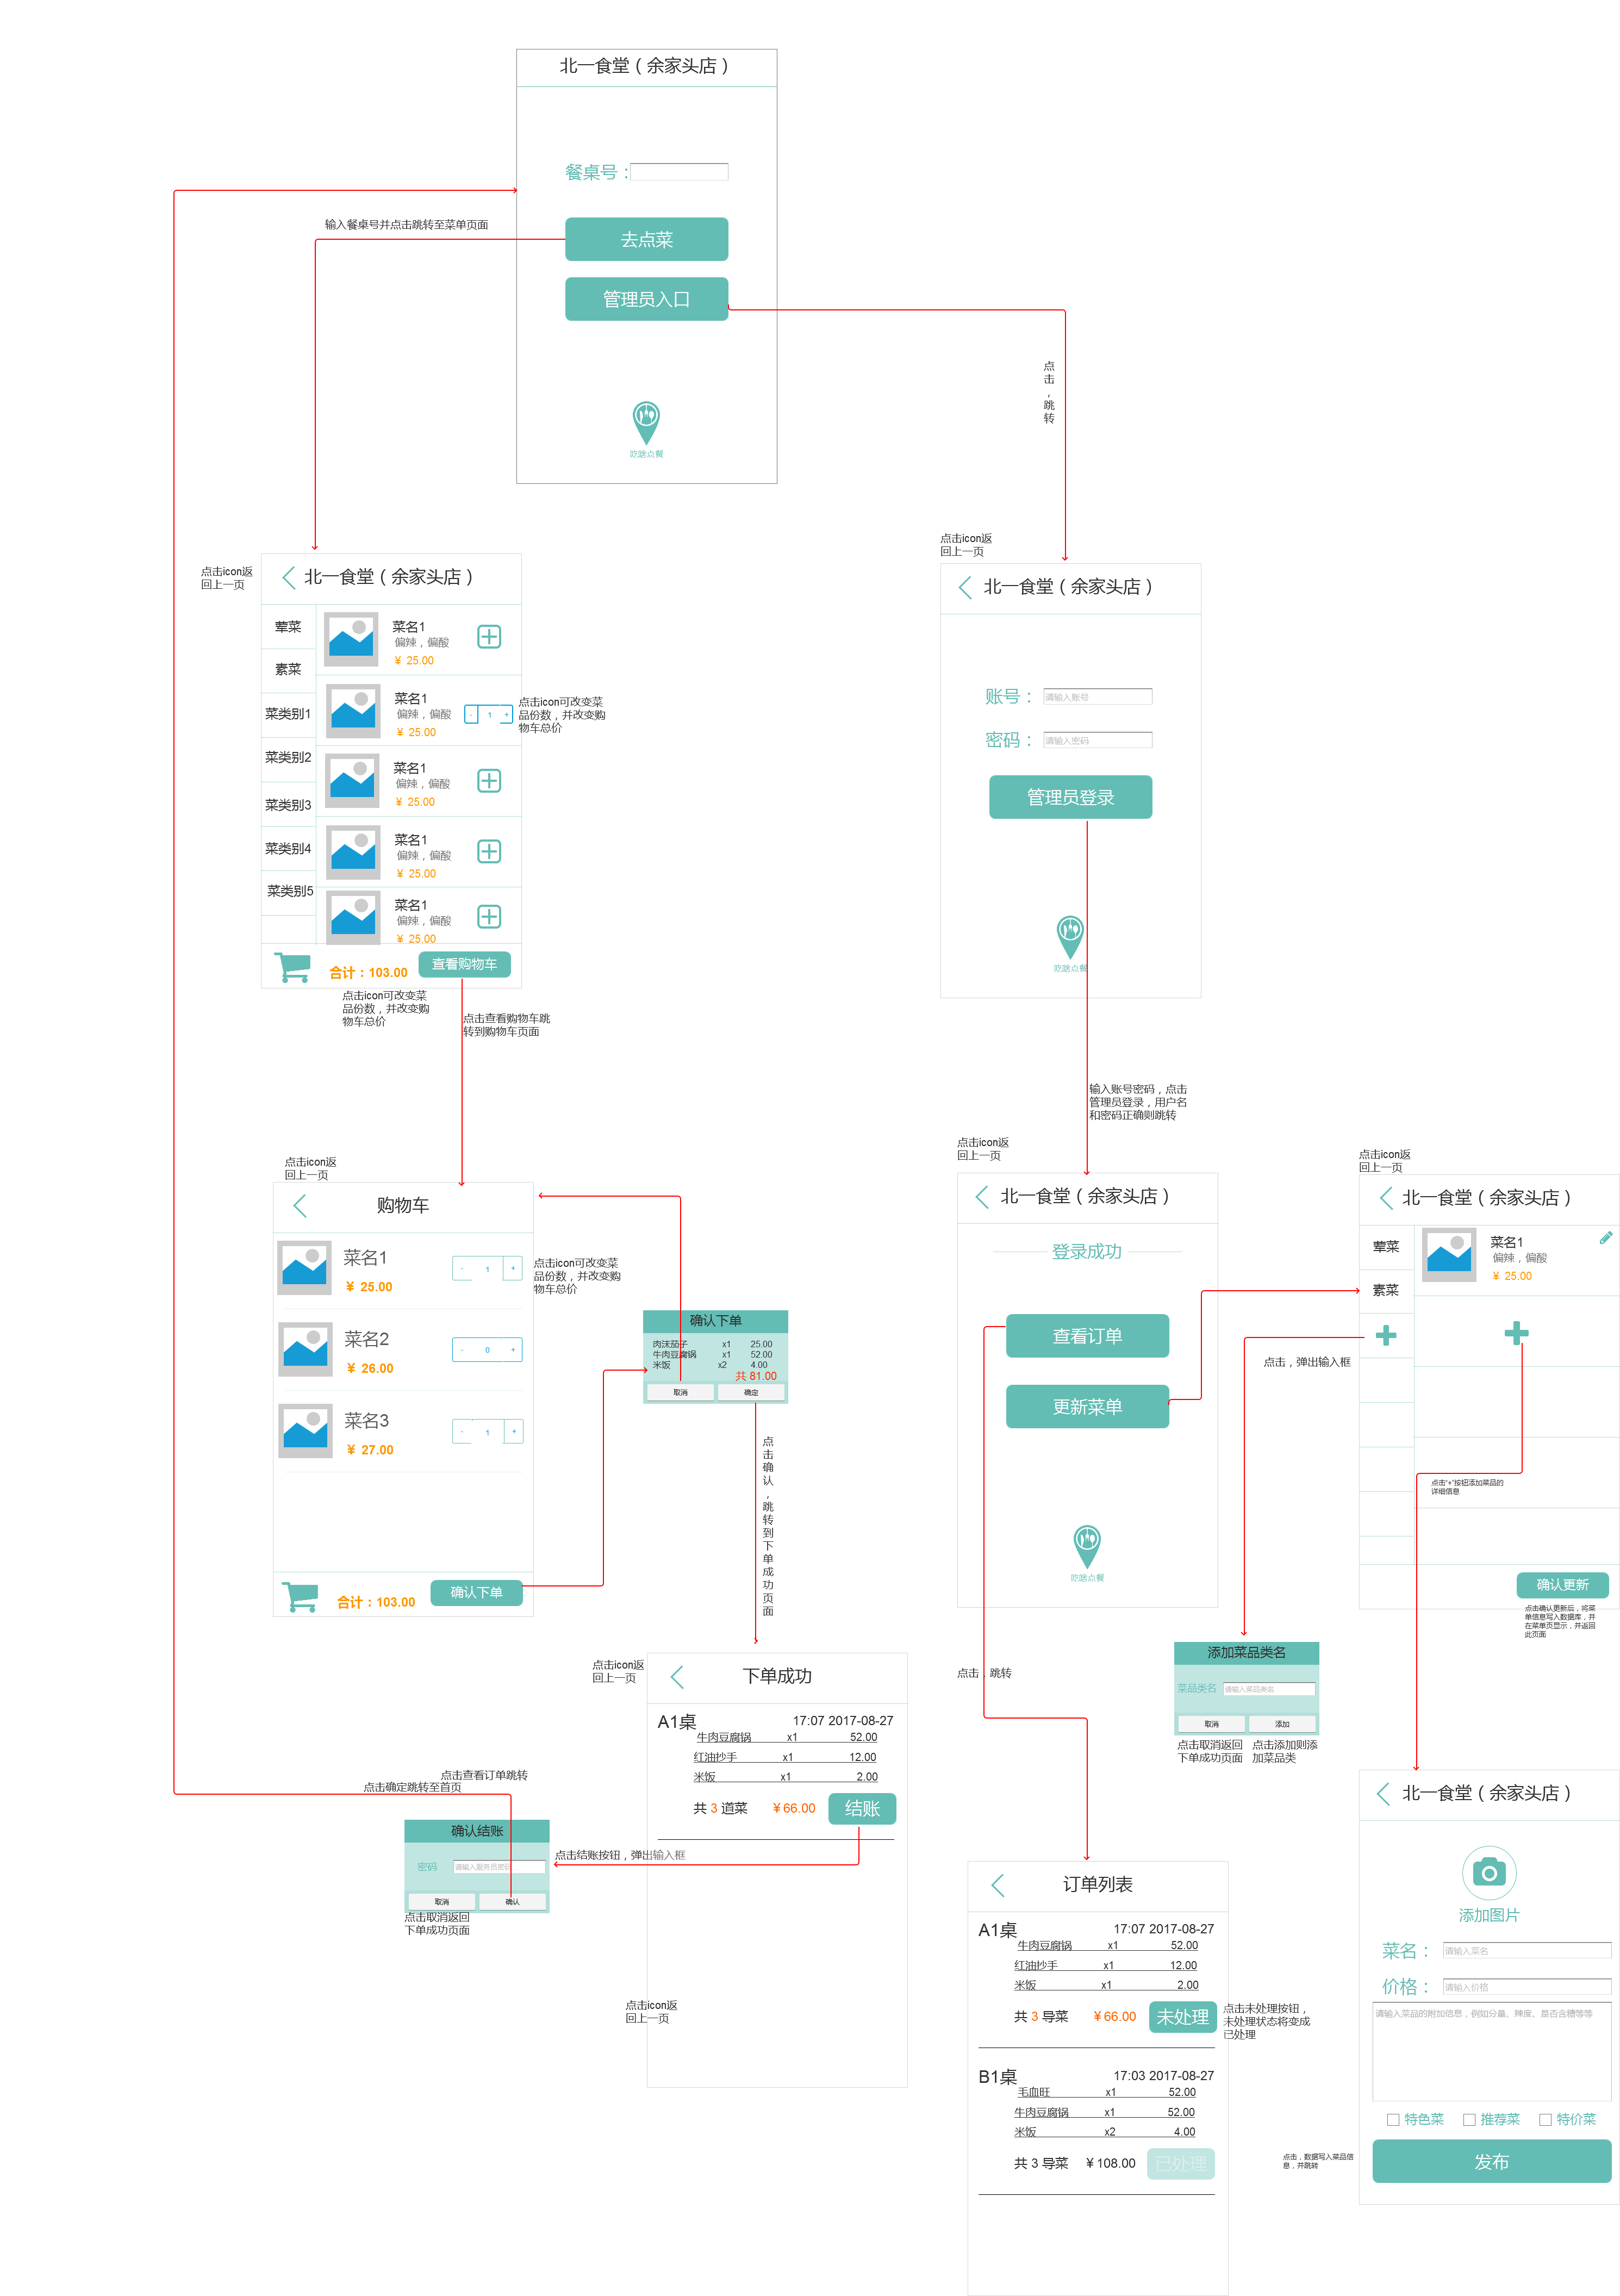 北一食堂（余家头店）
餐桌号：
输入餐桌号并点击跳转至菜单页面
去点菜
管理员入口
点击，跳转
吃啥点餐
点击icon返
回上一页
北一食堂（余家头店）
荤菜
素菜
菜类别1
菜类别2
菜类别3
菜类别4
菜类别5
菜名1
偏辣，偏酸
¥ 25.00
菜名1
偏辣，偏酸
¥ 25.00
- 1 +
点击icon可改变菜
品份数，并改变购
物车总价
菜名1
偏辣，偏酸
¥ 25.00
菜名1
偏辣，偏酸
¥ 25.00
菜名1
偏辣，偏酸
¥ 25.00
合计：103.00
查看购物车
点击icon可改变菜
品份数，并改变购
物车总价
点击查看购物车跳
转到购物车页面
点击icon返
回上一页
北一食堂（余家头店）
账号：
请输入账号
密码：
请输入密码
管理员登录
吃啥点餐
输入账号密码，点击
管理员登录，用户名
和密码正确则跳转
点击icon返
回上一页
购物车
菜名1
¥ 25.00
- 1 +
点击icon可改变菜
品份数，并改变购
物车总价
菜名2
¥ 26.00
- 0 +
菜名3
¥ 27.00
- 1 +
合计：103.00
确认下单
确认下单
肉沫茄子 x1 25.00
牛肉豆腐锅 x1 52.00
米饭 x2 4.00
共 81.00
取消
确定
点击确认，跳转到下单成功页面
点击icon返
回上一页
北一食堂（余家头店）
登录成功
查看订单
更新菜单
吃啥点餐
点击，跳转
点击icon返
回上一页
北一食堂（余家头店）
荤菜
素菜
菜名1
偏辣，偏酸
¥ 25.00
点击，弹出输入框
点击“+”按钮添加菜品的
详细信息
确认更新
点击确认更新后，将菜
单信息写入数据库，并
在菜单页显示，并返回
此页面
添加菜品类名
菜品类名
请输入菜品类名
取消
添加
点击取消返回
下单成功页面
点击添加则添
加菜品类
点击icon返
回上一页
下单成功
A1桌
17:07 2017-08-27
牛肉豆腐锅 x1 52.00
红油抄手 x1 12.00
米饭 x1 2.00
共 3 道菜 ￥66.00
结账
点击结账按钮，弹出输入框
点击icon返
回上一页
点击查看订单跳转
点击确定跳转至首页
确认结账
密码
请输入服务员密码
取消
确认
点击取消返回
下单成功页面
订单列表
A1桌
17:07 2017-08-27
牛肉豆腐锅 x1 52.00
红油抄手 x1 12.00
米饭 x1 2.00
共 3 导菜 ￥66.00
未处理
点击未处理按钮，
未处理状态将变成
已处理
B1桌
17:03 2017-08-27
毛血旺 x1 52.00
牛肉豆腐锅 x1 52.00
米饭 x2 4.00
共 3 导菜 ￥108.00
已处理
北一食堂（余家头店）
添加图片
菜名：
请输入菜名
价格：
请输入价格
请输入菜品的附加信息，例如分量、辣度、是否含糖等等
特色菜
推荐菜
特价菜
发布
点击，数据写入菜品信
息，并跳转